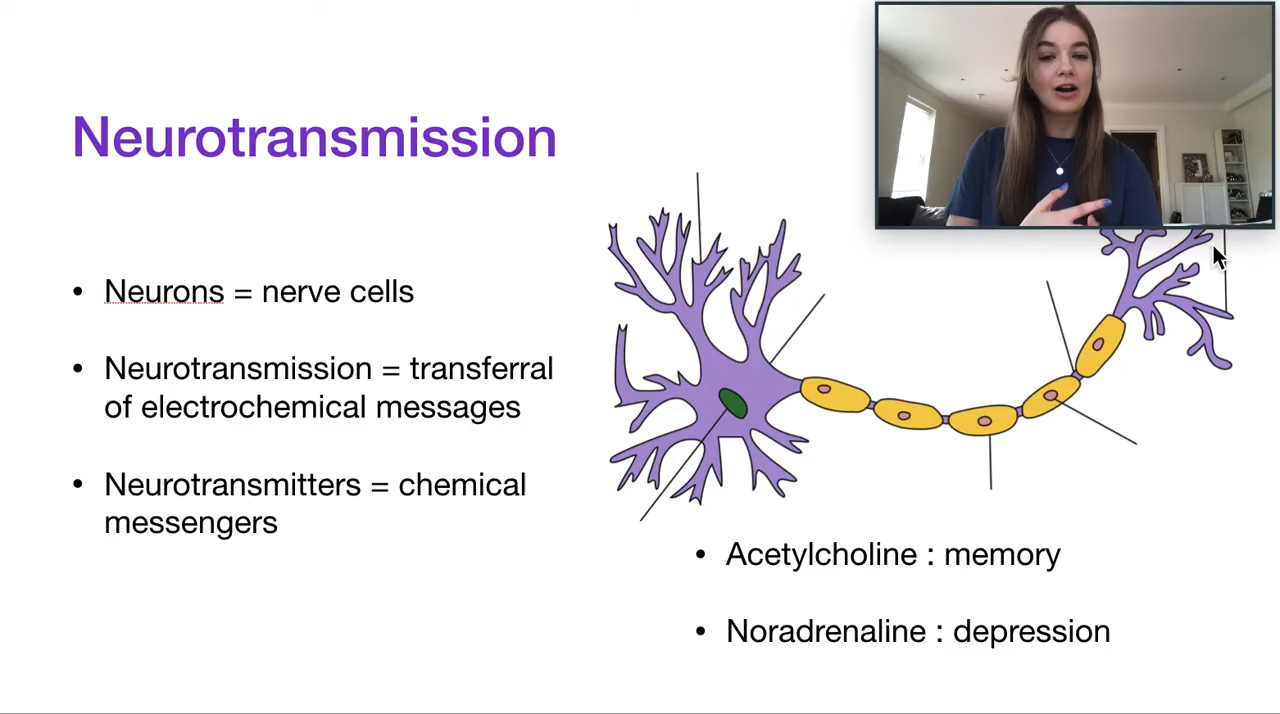 Neurotransmission
• Neurons = nerve cells
• Neurotransmission = transferral
of electrochemical messages
• Neurotransmitters = chemical
messengers
• Acetylcholine : memory
• Noradrenaline : depression